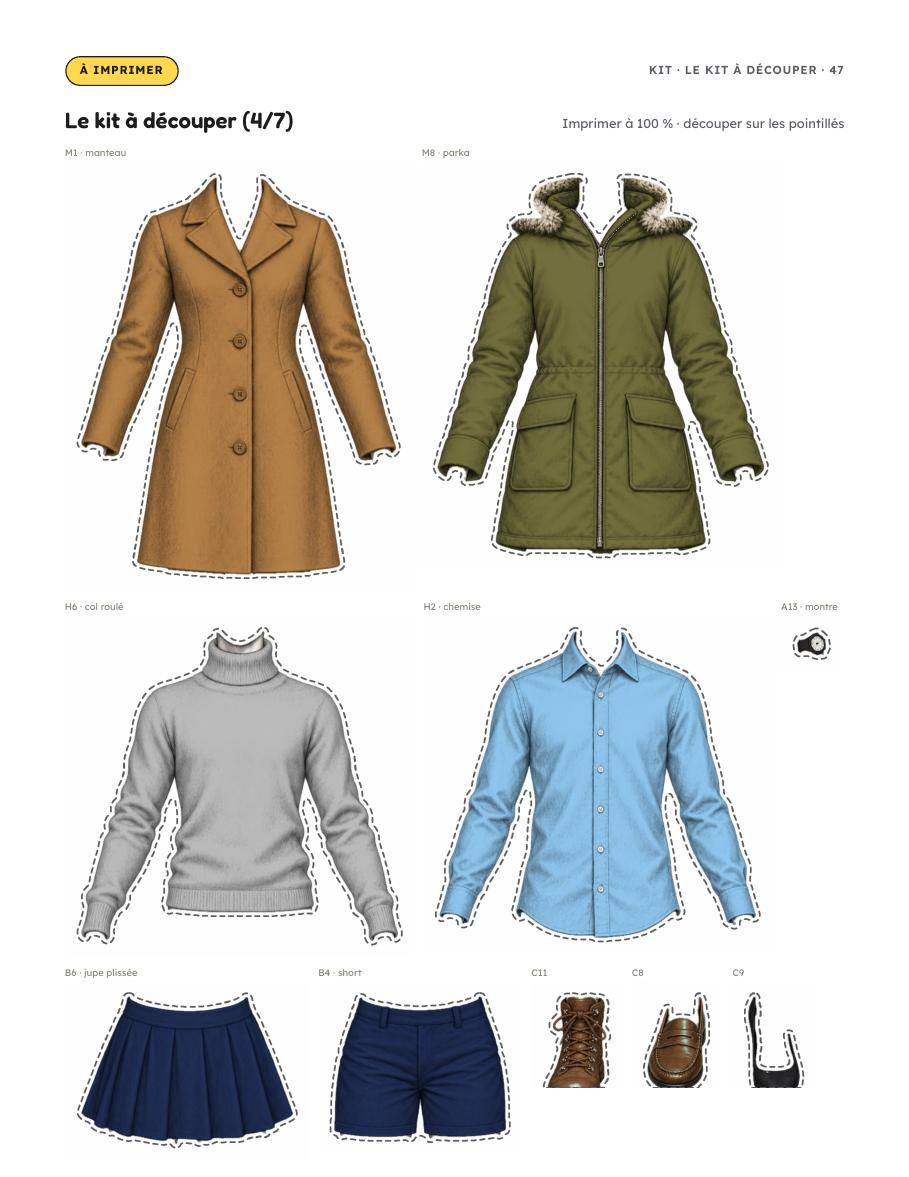 À IMPRIMER
KIT · LE KIT À DÉCOUPER · 47
Le kit à découper (4/7)
Imprimer à 100 % · découper sur les pointillés
M1 · manteau
M8 · parka
H6 · col roulé
H2 · chemise
A13 · montre
B6 · jupe plissée
B4 · short
C11
C8
C9